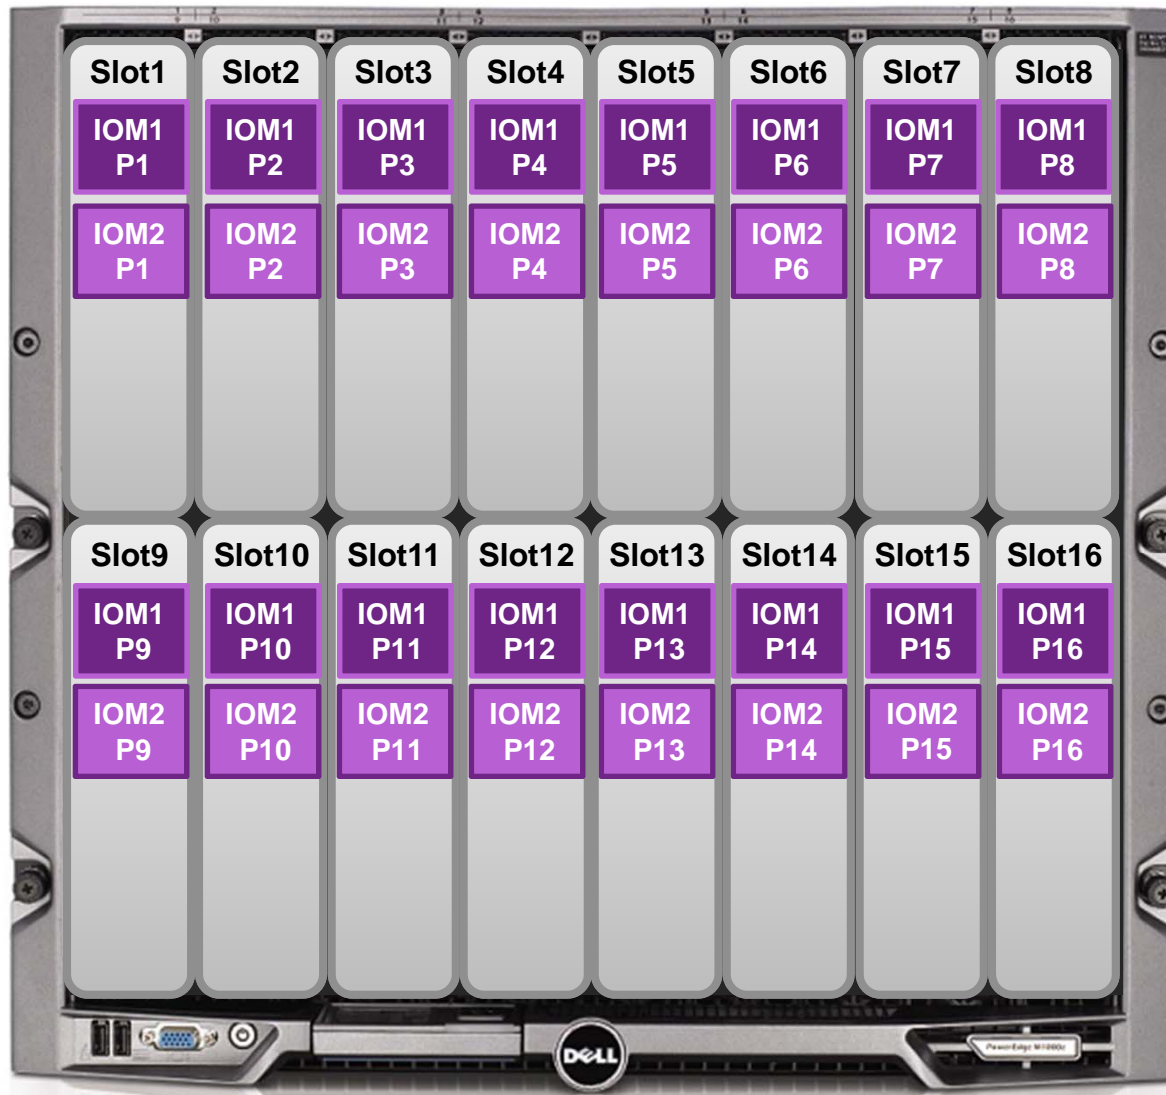 Slot1 Slot2 Slot3 Slot4 Slot5 Slot6 Slot7 Slot8
IOM1 IOM1 IOM1 IOM1 IOM1 IOM1 IOM1 IOM1
P1 P2 P3 P4 P5 P6 P7 P8
IOM2 IOM2 IOM2 IOM2 IOM2 IOM2 IOM2 IOM2
P1 P2 P3 P4 P5 P6 P7 P8
Slot9 Slot10 Slot11 Slot12 Slot13 Slot14 Slot15 Slot16
IOM1 IOM1 IOM1 IOM1 IOM1 IOM1 IOM1 IOM1
P9 P10 P11 P12 P13 P14 P15 P16
IOM2 IOM2 IOM2 IOM2 IOM2 IOM2 IOM2 IOM2
P9 P10 P11 P12 P13 P14 P15 P16
DELL
PowerEdge M1000e